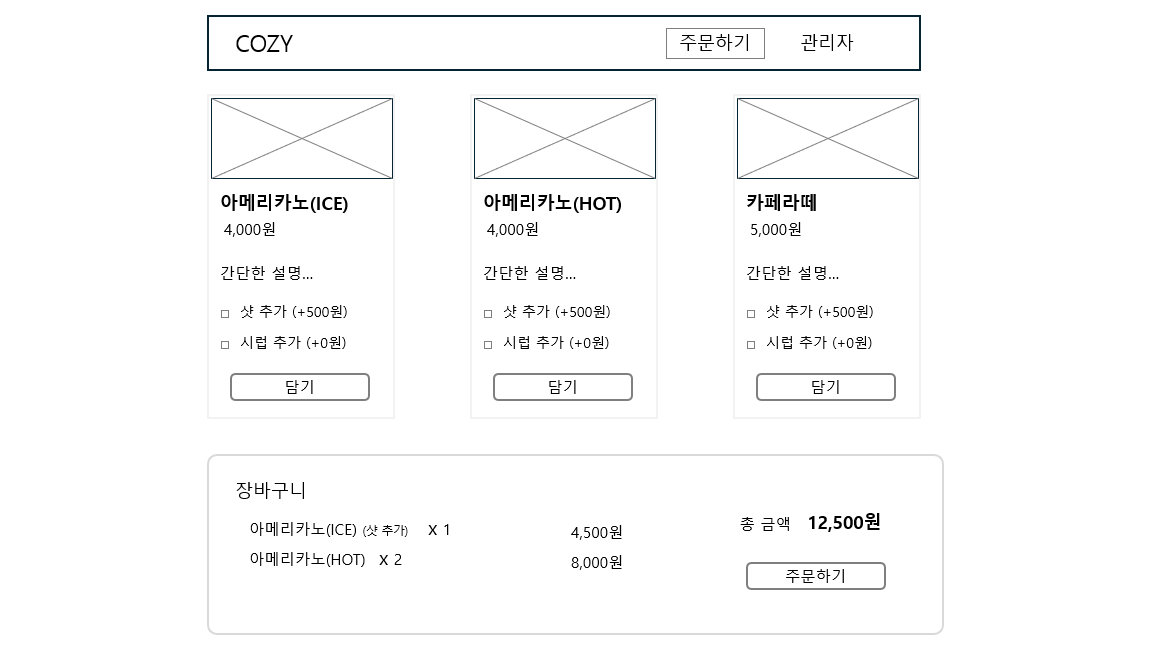 COZY 주문하기 관리자
아메리카노(ICE)
4,000원
간단한 설명...
샷 추가 (+500원)
시럽 추가 (+0원)
담기
아메리카노(HOT)
4,000원
간단한 설명...
샷 추가 (+500원)
시럽 추가 (+0원)
담기
카페라떼
5,000원
간단한 설명...
샷 추가 (+500원)
시럽 추가 (+0원)
담기
장바구니
아메리카노(ICE) (샷 추가) X 1 4,500원
아메리카노(HOT) X 2 8,000원
총 금액 12,500원
주문하기